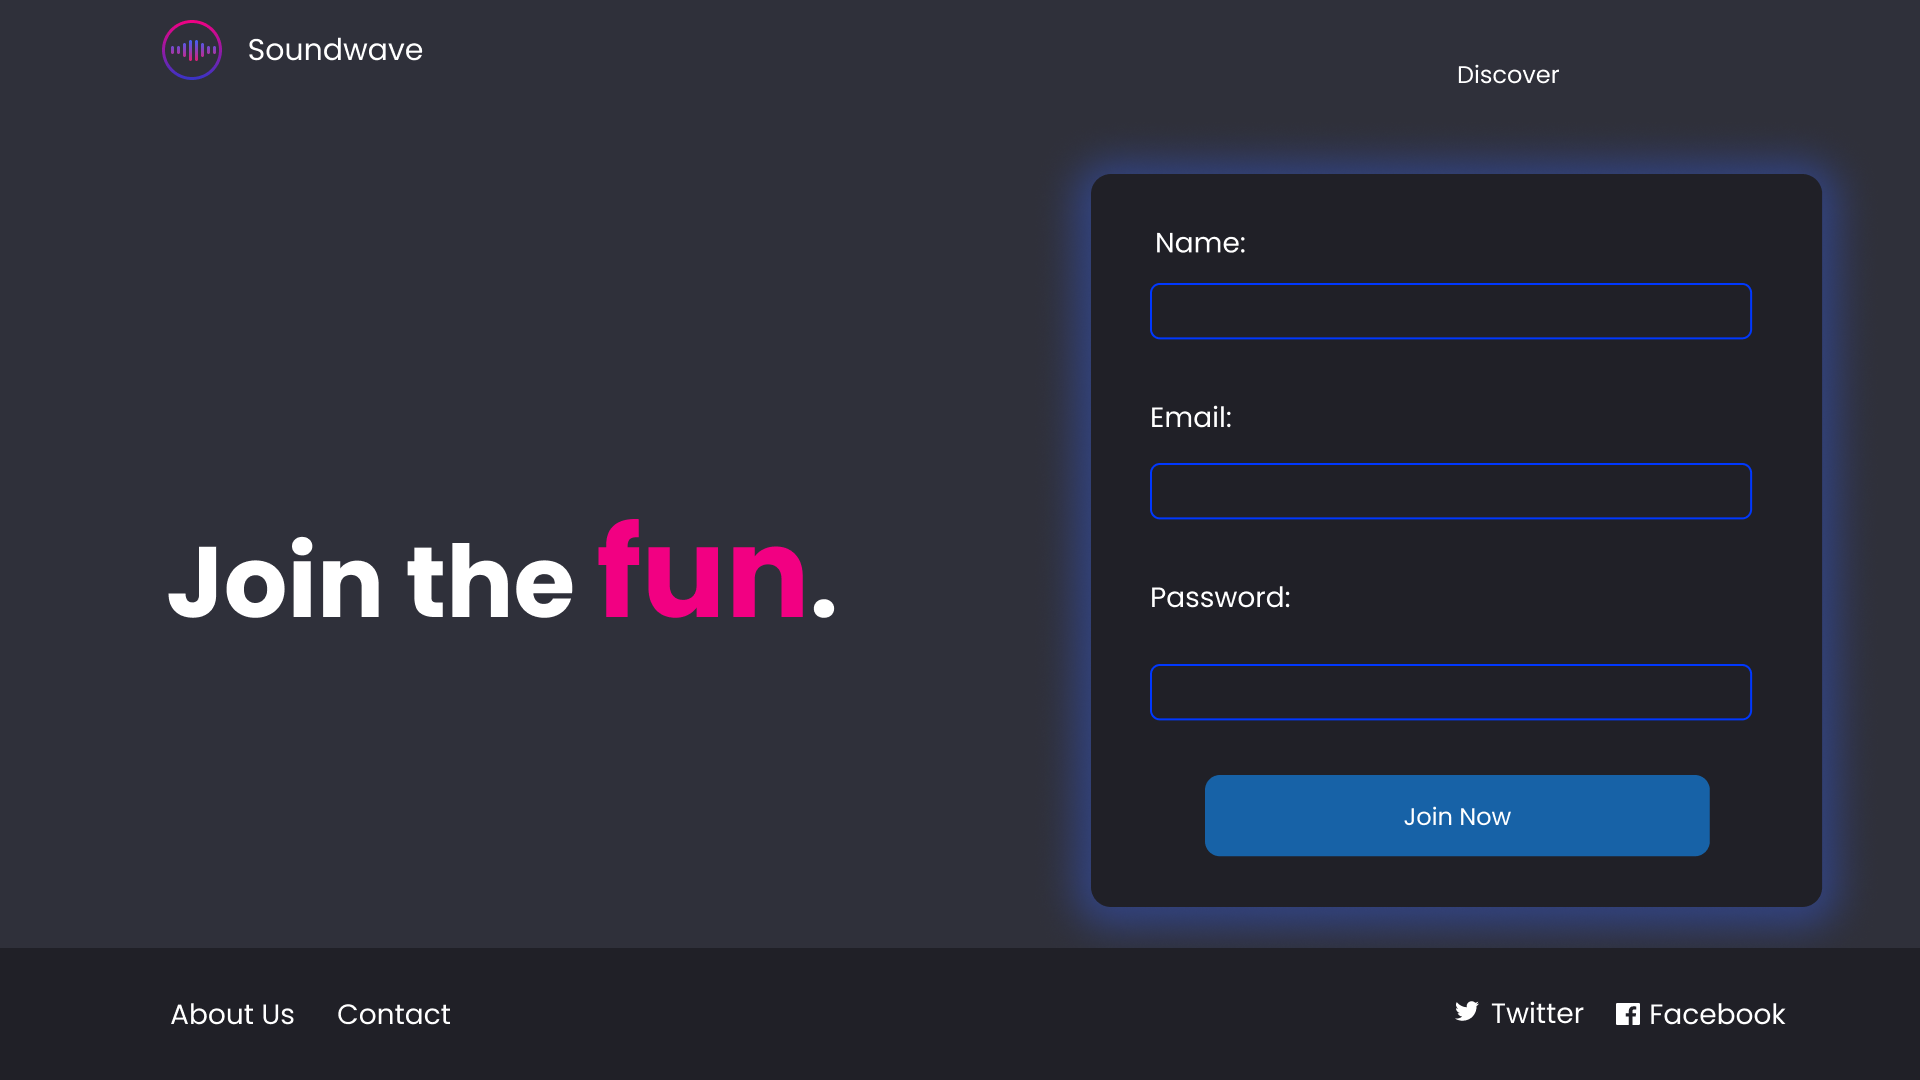 Soundwave
Discover
Name:
Email:
Join the fun.
Password:
Join Now
About Us
Contact
Twitter
Facebook